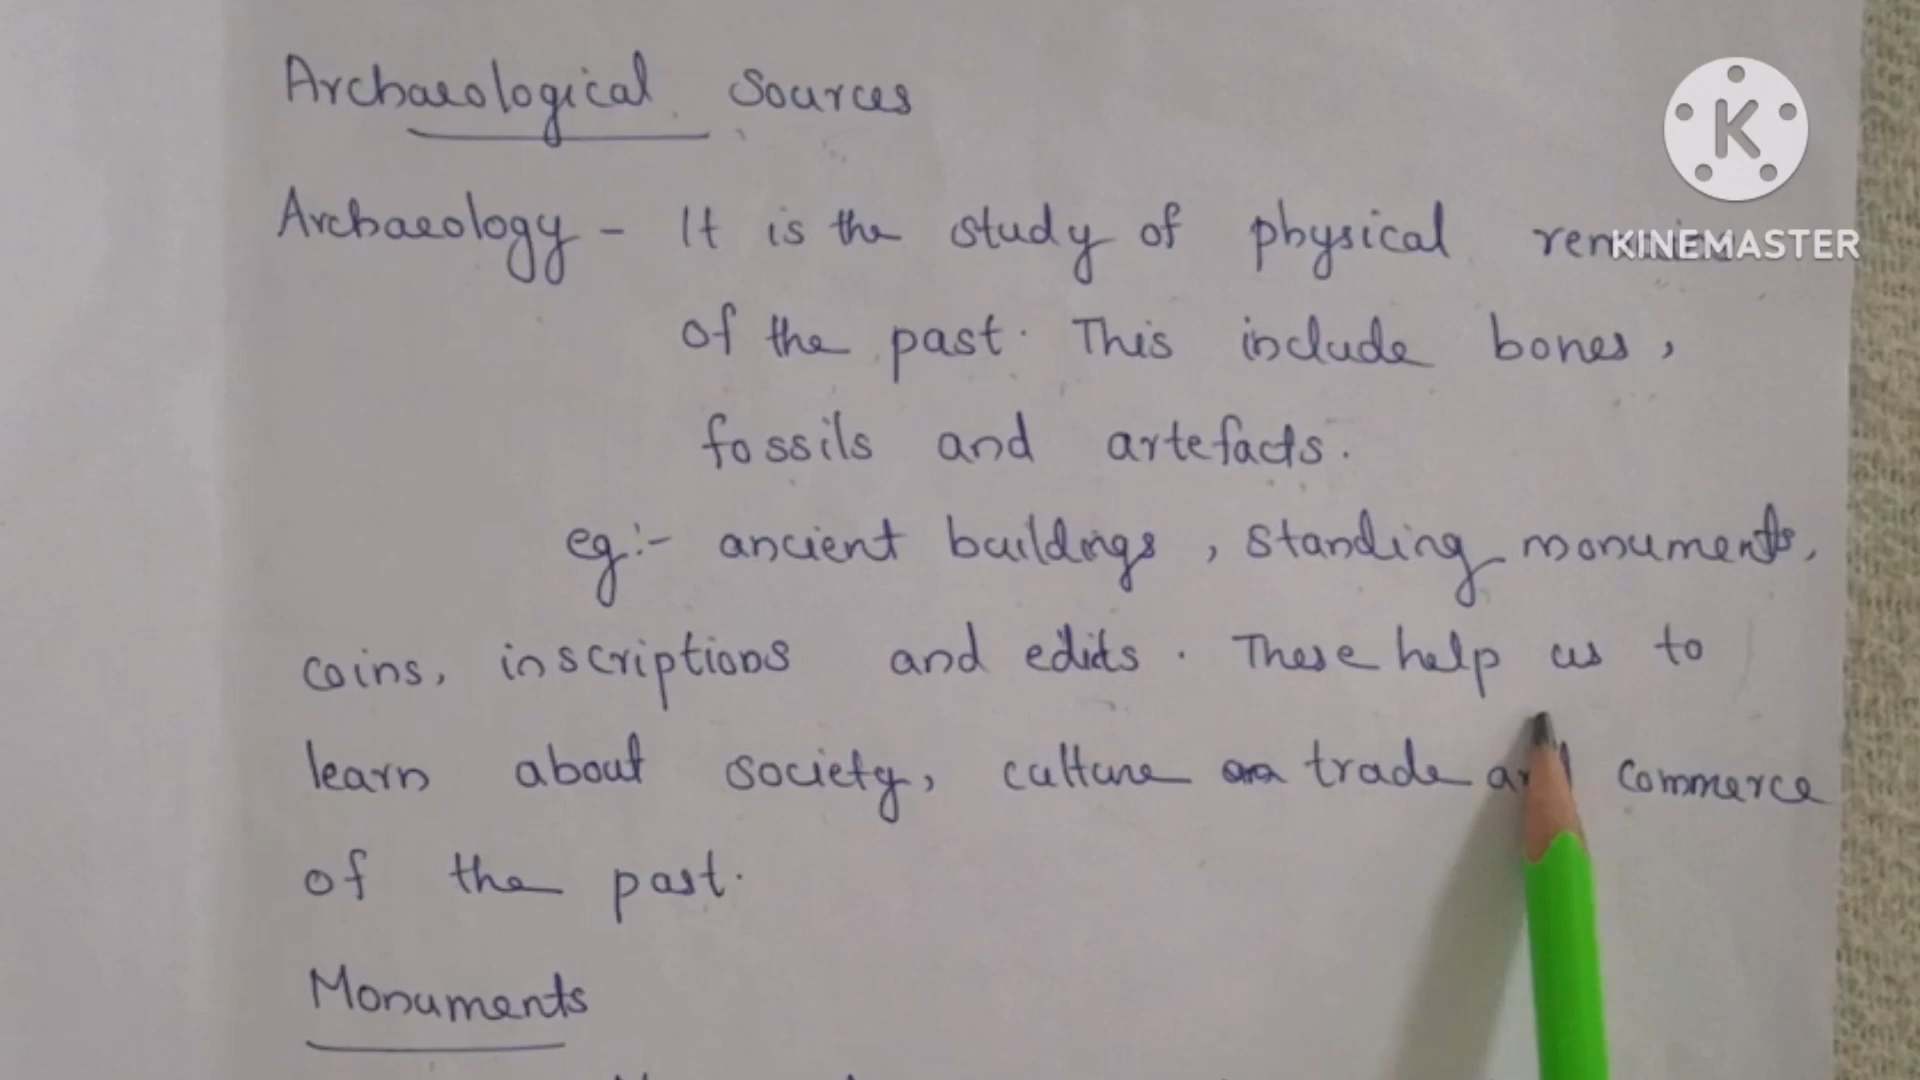 Archaeological Sources
Archaeology - It is the study of physical
of the past. This include bones,
fossils and artefacts.
eg:- ancient buildings, standing monuments,
coins, inscriptions and edicts. These help us to
learn about society, culture trade and commerce
of the past.
Monuments
K
KINEMASTER